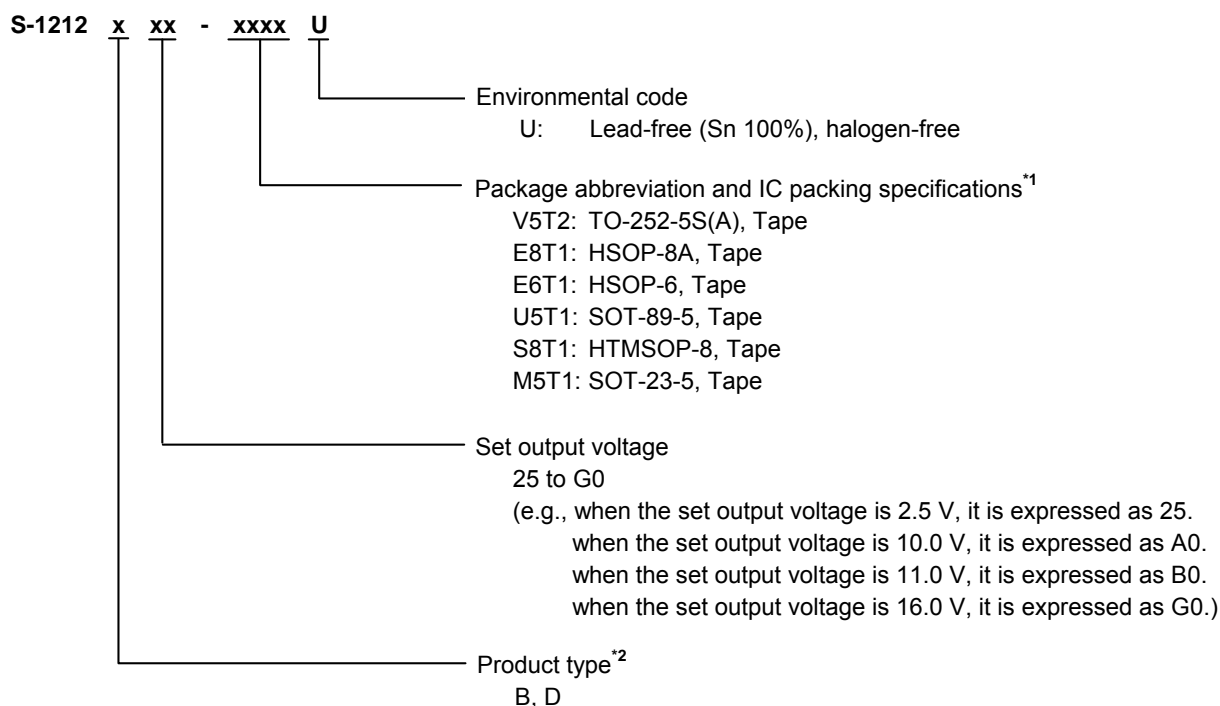 S-1212 x xx - xxxx U
Environmental code
U: Lead-free (Sn 100%), halogen-free
Package abbreviation and IC packing specifications*1
V5T2: TO-252-5S(A), Tape
E8T1: HSOP-8A, Tape
E6T1: HSOP-6, Tape
U5T1: SOT-89-5, Tape
S8T1: HTMSOP-8, Tape
M5T1: SOT-23-5, Tape
Set output voltage
25 to G0
(e.g., when the set output voltage is 2.5 V, it is expressed as 25.
when the set output voltage is 10.0 V, it is expressed as A0.
when the set output voltage is 11.0 V, it is expressed as B0.
when the set output voltage is 16.0 V, it is expressed as G0.)
Product type*2
B, D